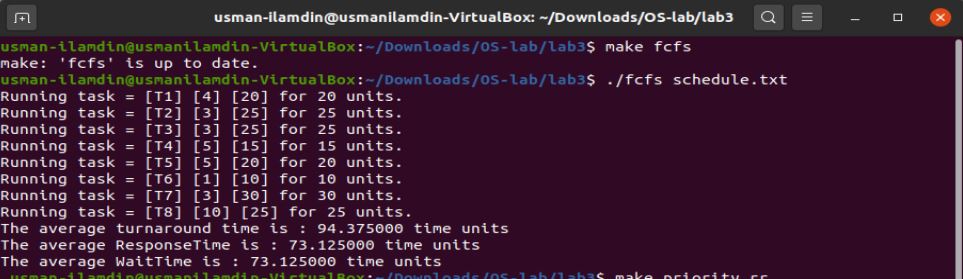 usman-ilamdin@usmanilamdin-VirtualBox: ~/Downloads/OS-lab/lab3
usman-ilamdin@usmanilamdin-VirtualBox:~/Downloads/OS-lab/lab3$ make fcfs
make: 'fcfs' is up to date.
usman-ilamdin@usmanilamdin-VirtualBox:~/Downloads/OS-lab/lab3$ ./fcfs schedule.txt
Running task = [T1] [4] [20] for 20 units.
Running task = [T2] [3] [25] for 25 units.
Running task = [T3] [3] [25] for 25 units.
Running task = [T4] [5] [15] for 15 units.
Running task = [T5] [5] [20] for 20 units.
Running task = [T6] [1] [10] for 10 units.
Running task = [T7] [3] [30] for 30 units.
Running task = [T8] [10] [25] for 25 units.
The average turnaround time is : 94.375000 time units
The average ResponseTime is : 73.125000 time units
The average WaitTime is : 73.125000 time units
usman-ilamdin@usmanilamdin-VirtualBox:~/Downloads/OS-lab/lab3$ make priority_rr